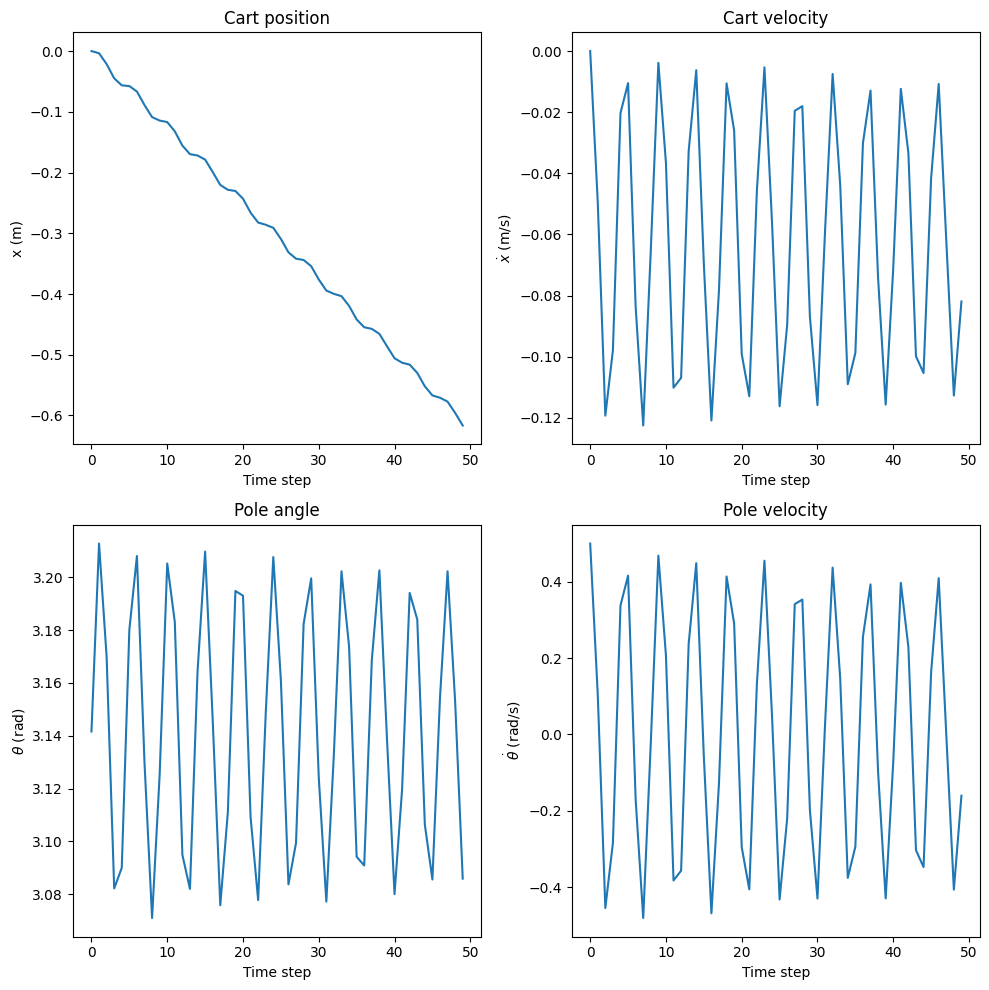 Cart position
0.0
−0.1
−0.2
−0.3
−0.4
−0.5
−0.6
x (m)
0 10 20 30 40 50
Time step
Cart velocity
0.00
−0.02
−0.04
−0.06
−0.08
−0.10
−0.12
ẋ (m/s)
0 10 20 30 40 50
Time step
Pole angle
3.20
3.18
3.16
3.14
3.12
3.10
3.08
θ (rad)
0 10 20 30 40 50
Time step
Pole velocity
0.4
0.2
0.0
−0.2
−0.4
θ̇ (rad/s)
0 10 20 30 40 50
Time step